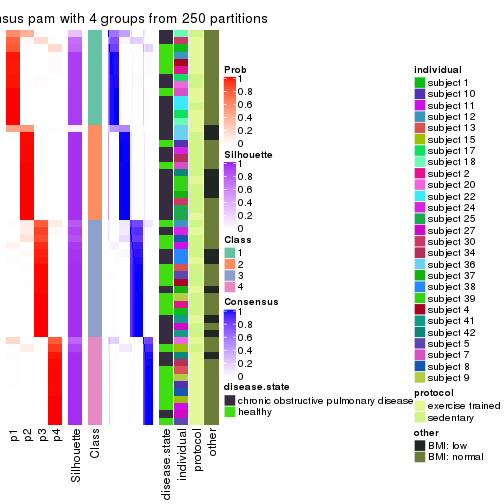 nsus pam with 4 groups from 250 partitions
Prob
1
0.8
0.6
0.4
0.2
0
Silhouette
1
0.8
0.6
0.4
0.2
0
Class
1
2
3
4
Consensus
1
0.8
0.6
0.4
0.2
0
disease.state
chronic obstructive pulmonary disease
healthy
individual
subject 1
subject 10
subject 11
subject 12
subject 13
subject 15
subject 17
subject 18
subject 2
subject 20
subject 22
subject 24
subject 25
subject 27
subject 30
subject 34
subject 36
subject 37
subject 38
subject 39
subject 4
subject 41
subject 42
subject 5
subject 7
subject 8
subject 9
protocol
exercise trained
sedentary
other
BMI: low
BMI: normal
p1
p2
p3
p4
Silhouette
Class
disease.state
individual
protocol
other